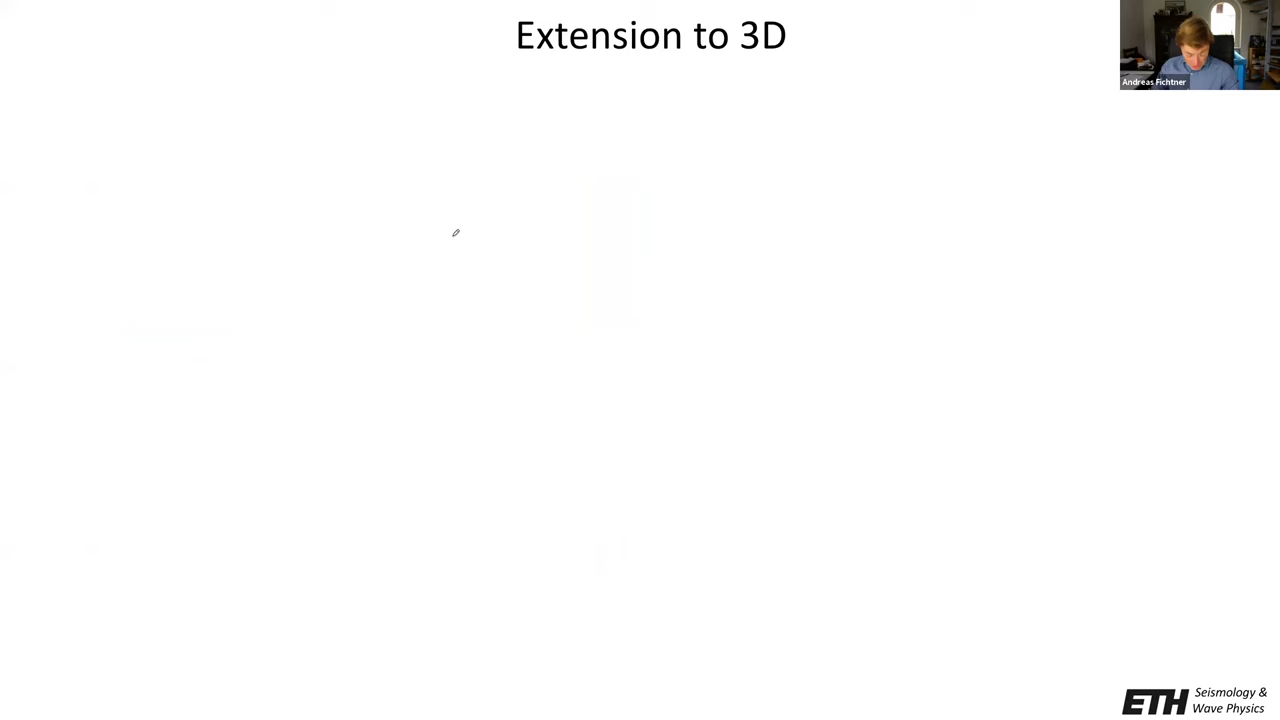 Extension to 3D
Andreas Fichtner
ETH
Seismology &
Wave Physics